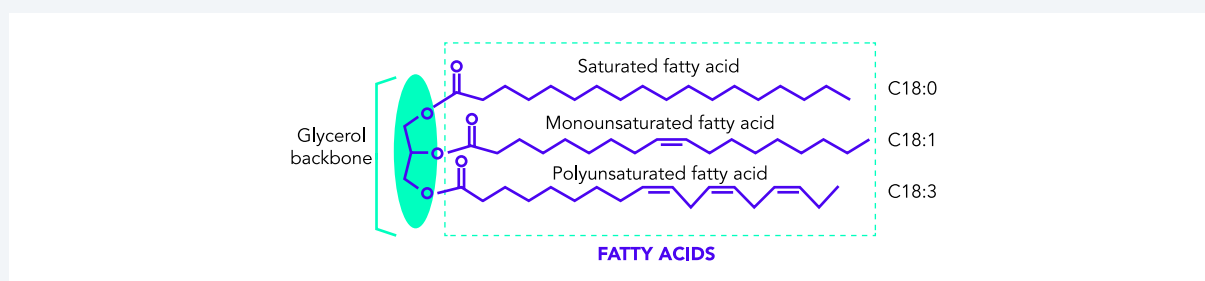 O
Saturated fatty acid
C18:0
O
O
Monounsaturated fatty acid
C18:1
Glycerol
backbone
O
O
Polyunsaturated fatty acid
C18:3
O
FATTY ACIDS